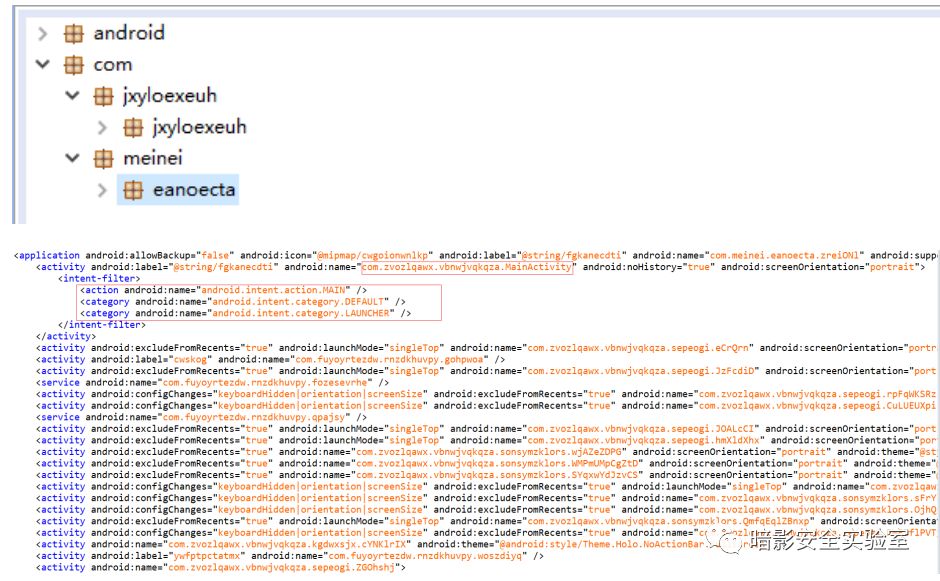 android
com
jxyloexeuh
jxyloexeuh
meinei
eanoecta
<application android:allowBackup="false" android:icon="@mipmap/cwgoionwnlkp" android:label="@string/fgkanecdti" android:name="com.meinei.eanoecta.zreiONl" android:supp
<activity android:label="@string/fgkanecdti" android:name="com.zvozlqawx.vbnwjvqkqza.MainActivity" android:noHistory="true" android:screenOrientation="portrait">
<intent-filter>
<action android:name="android.intent.action.MAIN" />
<category android:name="android.intent.category.DEFAULT" />
<category android:name="android.intent.category.LAUNCHER" />
</intent-filter>
</activity>
<activity android:excludeFromRecents="true" android:launchMode="singleTop" android:name="com.zvozlqawx.vbnwjvqkqza.sepeogi.eCrQrn" android:screenOrientation="portr
<activity android:label="cwskog" android:name="com.fuyoyrtezdw.rnzdkhuvpy.gohpwoa" />
<activity android:excludeFromRecents="true" android:launchMode="singleTop" android:name="com.zvozlqawx.vbnwjvqkqza.sepeogi.JzFcdiD" android:screenOrientation="port
<service android:name="com.fuyoyrtezdw.rnzdkhuvpy.fozesevrhe" />
<activity android:configChanges="keyboardHidden|orientation|screenSize" android:excludeFromRecents="true" android:name="com.zvozlqawx.vbnwjvqkqza.sepeogi.rpFqWKSRz
<activity android:configChanges="keyboardHidden|orientation|screenSize" android:excludeFromRecents="true" android:name="com.zvozlqawx.vbnwjvqkqza.sepeogi.CuLUEUXpi
<service android:name="com.fuyoyrtezdw.rnzdkhuvpy.qpajsy" />
<activity android:excludeFromRecents="true" android:launchMode="singleTop" android:name="com.zvozlqawx.vbnwjvqkqza.sepeogi.JOALcCI" android:screenOrientation="port
<activity android:excludeFromRecents="true" android:launchMode="singleTop" android:name="com.zvozlqawx.vbnwjvqkqza.sepeogi.hmXldXhx" android:screenOrientation="por
<activity android:excludeFromRecents="true" android:name="com.zvozlqawx.vbnwjvqkqza.sonsymzklors.wjAZeZDPG" android:screenOrientation="portrait" android:theme="@st
<activity android:excludeFromRecents="true" android:name="com.zvozlqawx.vbnwjvqkqza.sonsymzklors.WMPmUMpCgZtD" android:screenOrientation="portrait" android:theme="
<activity android:excludeFromRecents="true" android:name="com.zvozlqawx.vbnwjvqkqza.sonsymzklors.SYqxwYdJzvCS" android:screenOrientation="portrait" android:theme="
<activity android:configChanges="keyboardHidden|orientation|screenSize" android:excludeFromRecents="true" android:launchMode="singleTop" android:name="com.zvozlqaw
<activity android:configChanges="keyboardHidden|orientation|screenSize" android:excludeFromRecents="true" android:name="com.zvozlqawx.vbnwjvqkqza.sonsymzklors.sFrY
<activity android:configChanges="keyboardHidden|orientation|screenSize" android:excludeFromRecents="true" android:name="com.zvozlqawx.vbnwjvqkqza.sonsymzklors.OjhQ
<activity android:excludeFromRecents="true" android:launchMode="singleTop" android:name="com.zvozlqawx.vbnwjvqkqza.sonsymzklors.QmfqEqlZBnxp" android:screenOrienta
<activity android:configChanges="keyboardHidden|orientation|screenSize" android:excludeFromRecents="true" android:name="com.
<activity android:name="com.zvozlqawx.vbnwjvqkqza.kgdwxsjx.cYNKlrIX" android:theme="@android:style/Theme.Holo.NoActionBar
<activity android:label="ywfptpctatmx" android:name="com.fuyoyrtezdw.rnzdkhuvpy.woszdiyq" />
<activity android:name="com.zvozlqawx.vbnwjvqkqza.sepeogi.ZGOhshj">
暗影安全实验室